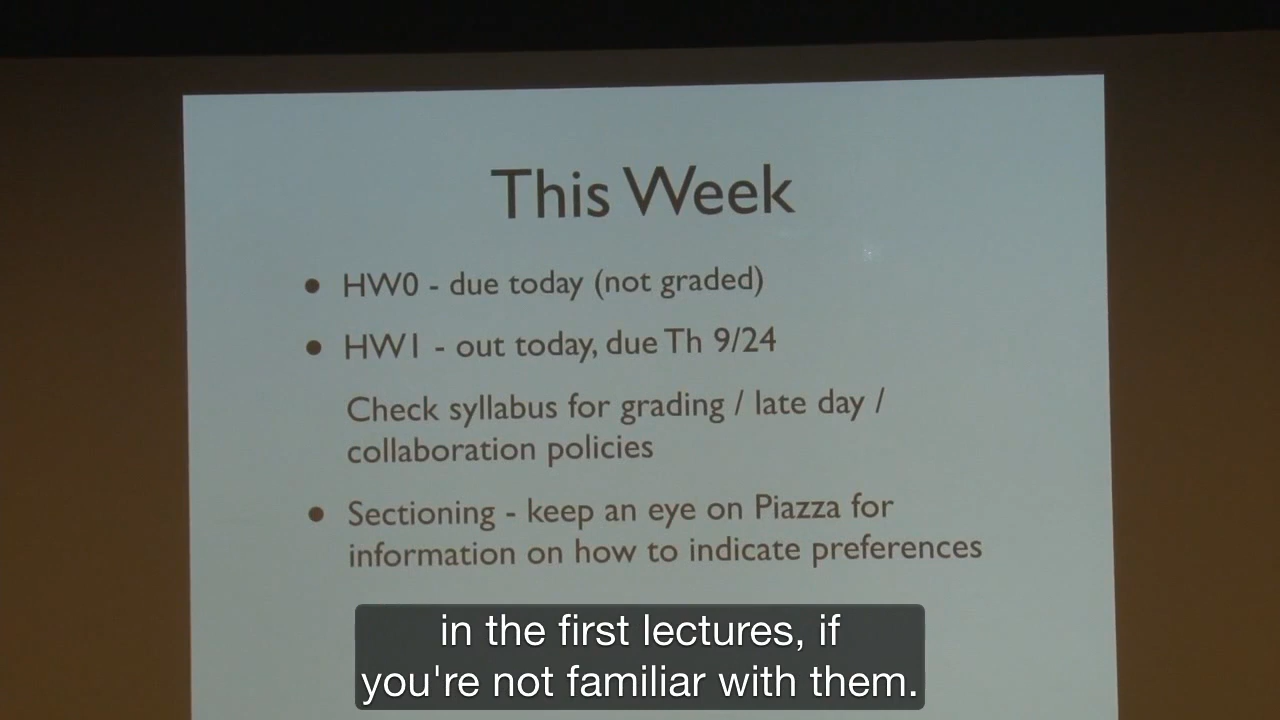 This Week
• HW0 - due today (not graded)
• HW1 - out today, due Th 9/24
Check syllabus for grading / late day /
collaboration policies
• Sectioning - keep an eye on Piazza for
information on how to indicate preferences
in the first lectures, if
you're not familiar with them.